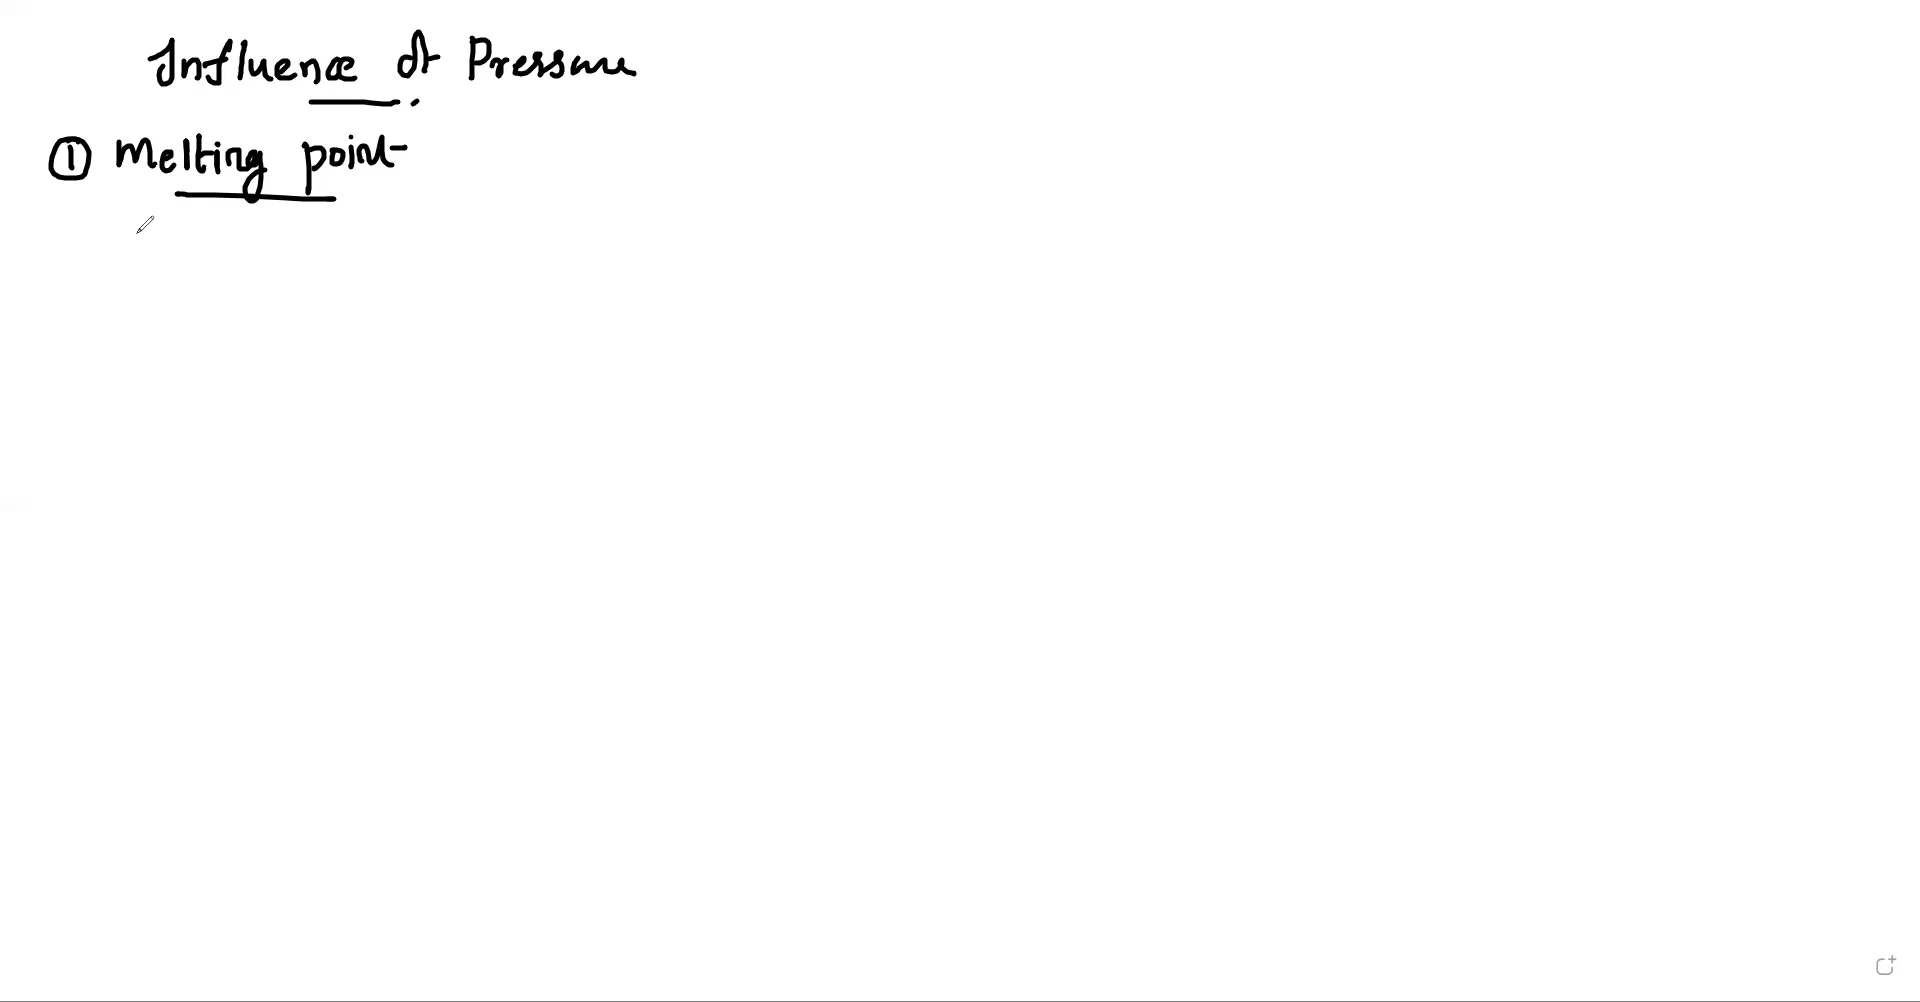 Influence of Pressure
① Melting point